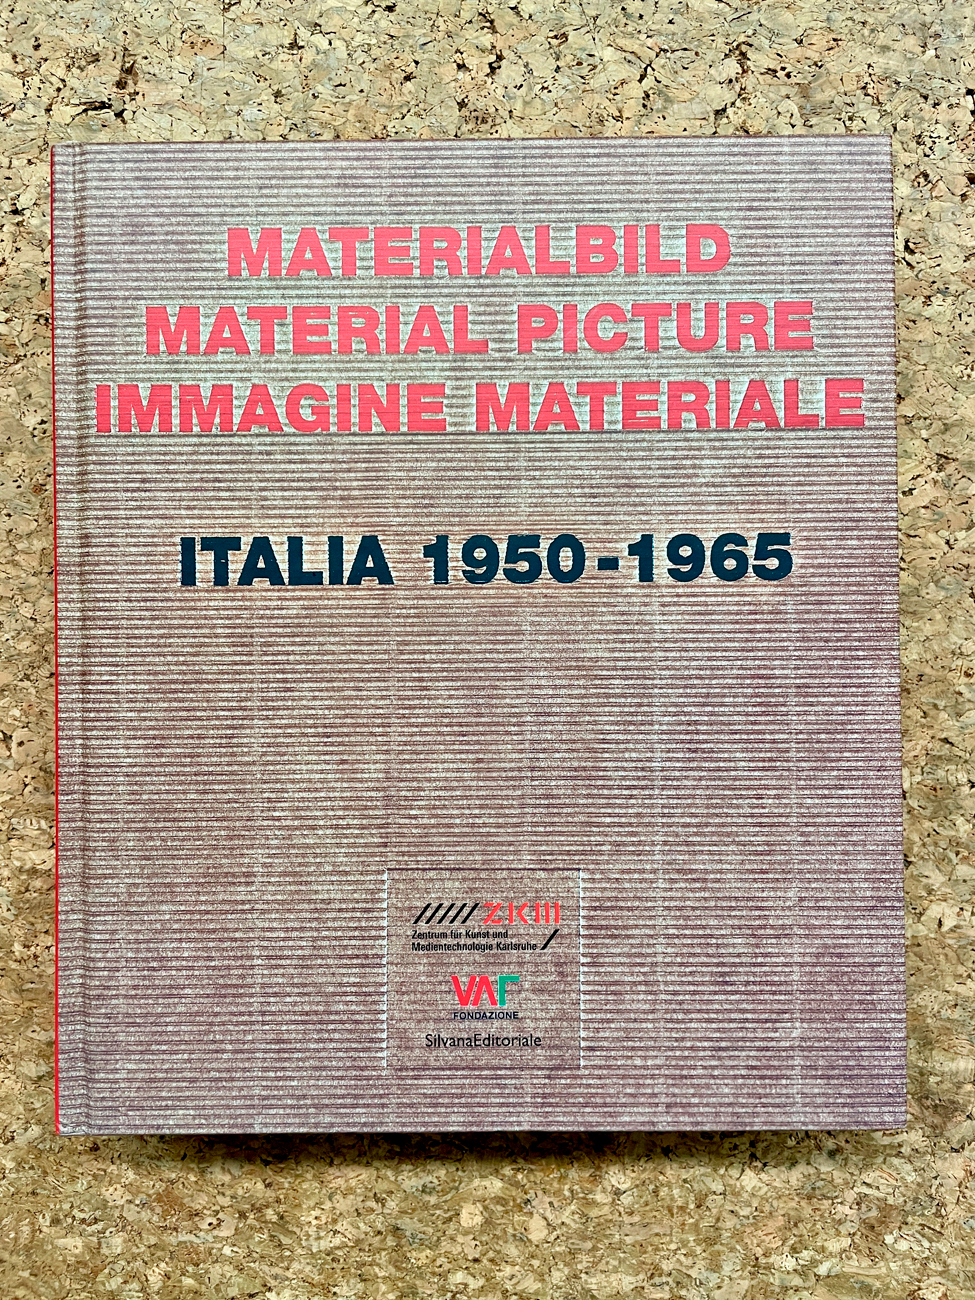 MATERIALBILD
MATERIAL PICTURE
IMMAGINE MATERIALE
ITALIA 1950-1965
ZKM
Zentrum für Kunst und
Medientechnologie Karlsruhe
VAF
FONDAZIONE
SilvanaEditoriale